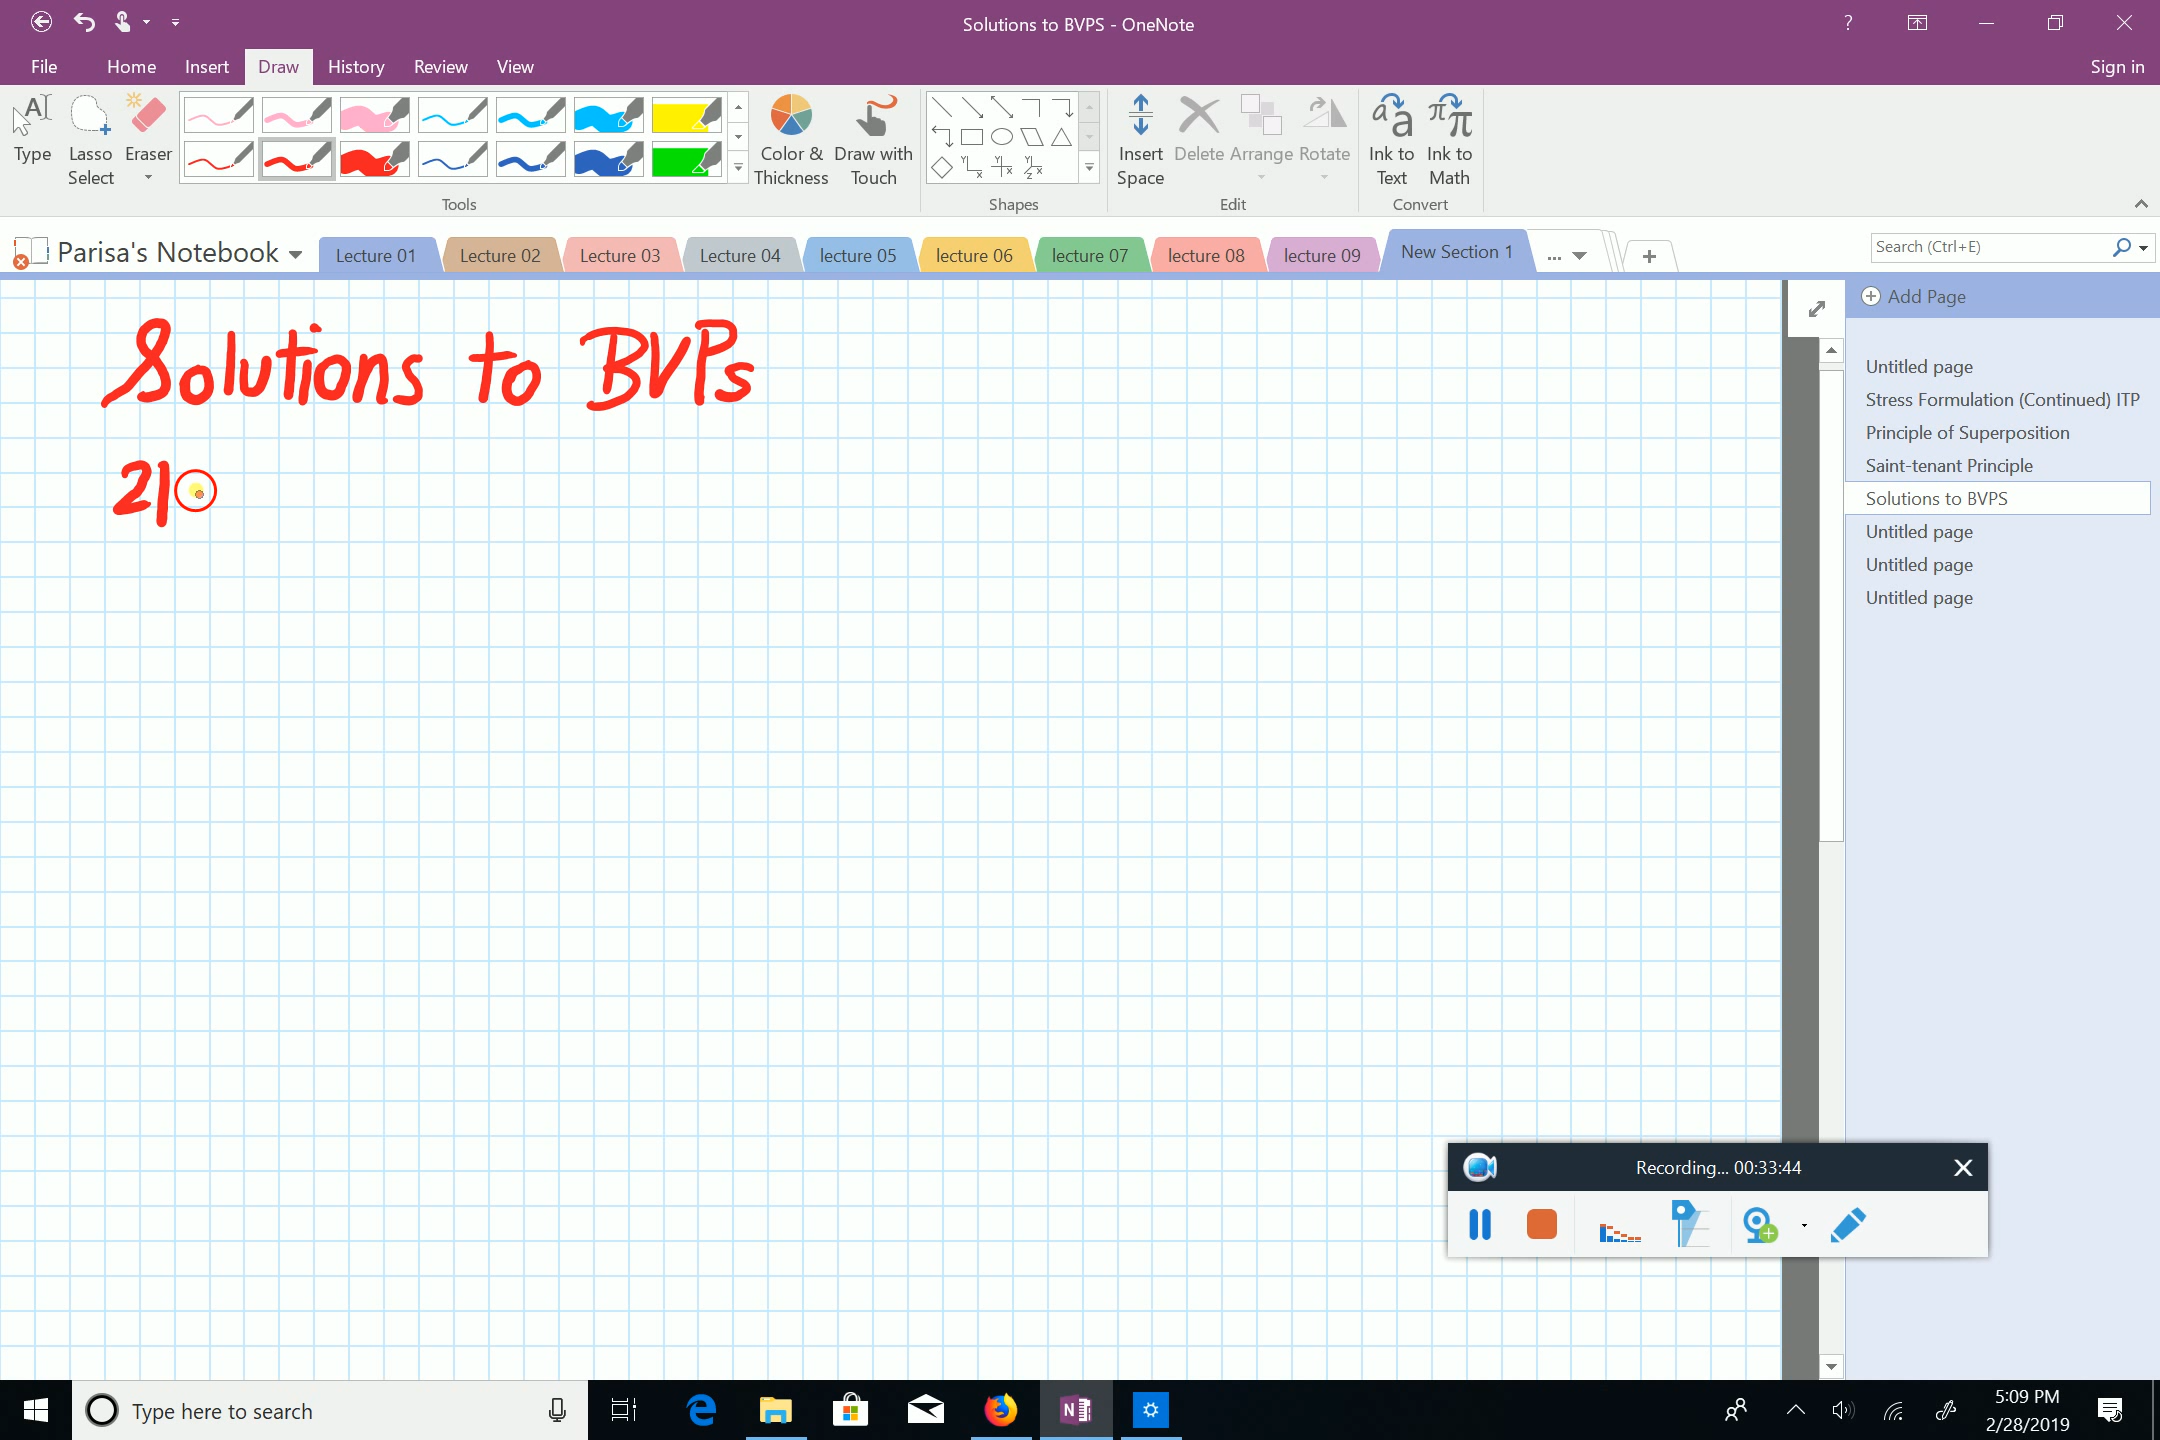 Solutions to BVPS - OneNote
?
File Home Insert Draw History Review View Sign in
Type Lasso Select Eraser Color & Thickness Draw with Touch Insert Space Delete Arrange Rotate Ink to Text Ink to Math
Tools Shapes Edit Convert
Parisa's Notebook Lecture 01 Lecture 02 Lecture 03 Lecture 04 lecture 05 lecture 06 lecture 07 lecture 08 lecture 09 New Section 1 ... + Search (Ctrl+E)
Add Page
Untitled page
Stress Formulation (Continued) ITP
Principle of Superposition
Saint-tenant Principle
Solutions to BVPS
Untitled page
Untitled page
Untitled page
Solutions to BVPs
21
Recording... 00:33:44
Type here to search
5:09 PM
2/28/2019